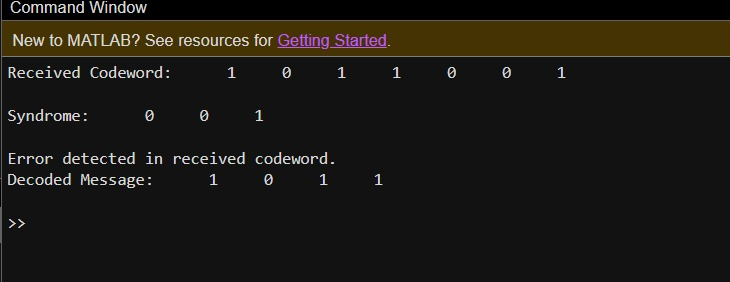 Command Window
New to MATLAB? See resources for Getting Started.
Received Codeword: 1 0 1 1 0 0 1
Syndrome: 0 0 1
Error detected in received codeword.
Decoded Message: 1 0 1 1
>>